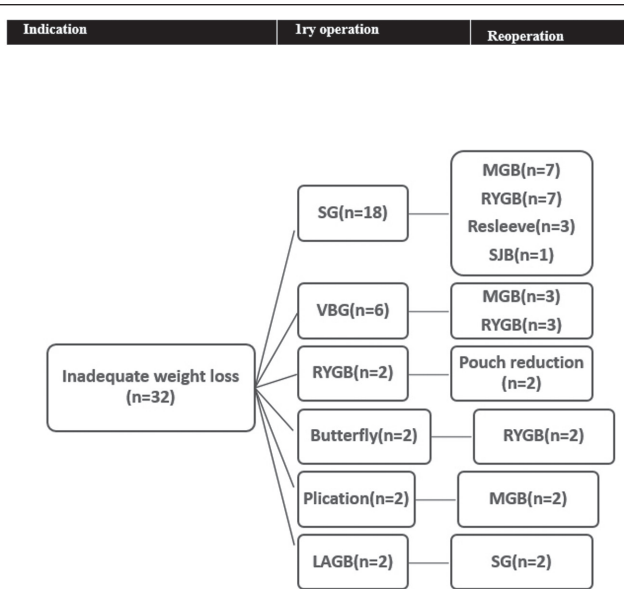 Indication
1ry operation
Reoperation
Inadequate weight loss
(n=32)
SG(n=18)
MGB(n=7)
RYGB(n=7)
Resleeve(n=3)
SJB(n=1)
VBG(n=6)
MGB(n=3)
RYGB(n=3)
RYGB(n=2)
Pouch reduction
(n=2)
Butterfly(n=2)
RYGB(n=2)
Plication(n=2)
MGB(n=2)
LAGB(n=2)
SG(n=2)